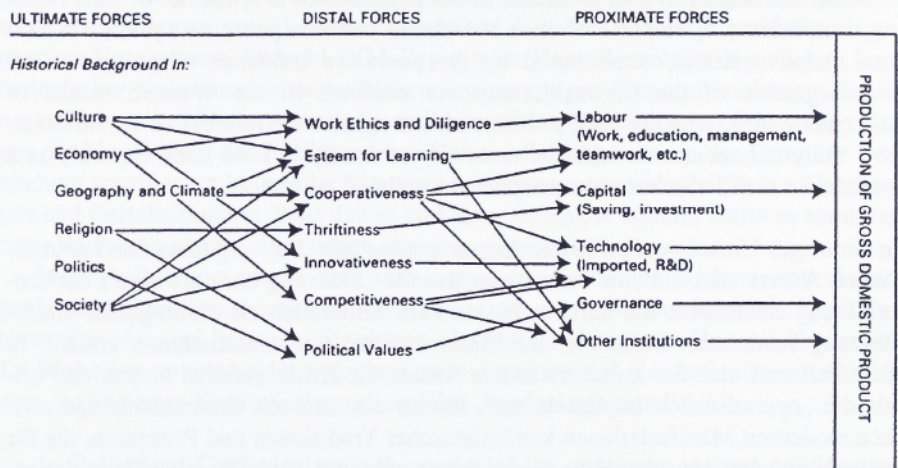 ULTIMATE FORCES
DISTAL FORCES
PROXIMATE FORCES
Historical Background In:
Culture
Economy
Geography and Climate
Religion
Politics
Society
Work Ethics and Diligence
Esteem for Learning
Cooperativeness
Thriftiness
Innovativeness
Competitiveness
Political Values
Labour
(Work, education, management,
teamwork, etc.)
Capital
(Saving, investment)
Technology
(Imported, R&D)
Governance
Other Institutions
PRODUCTION OF GROSS DOMESTIC PRODUCT